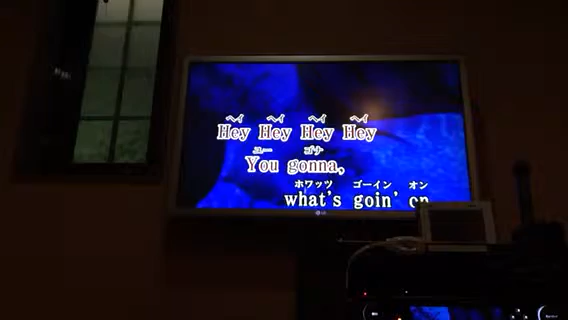 ヘイ ヘイ ヘイ ヘイ
Hey Hey Hey Hey
ユー ゴナ
You gonna,
ホワッツ ゴーイン オン
what's goin' on
LG